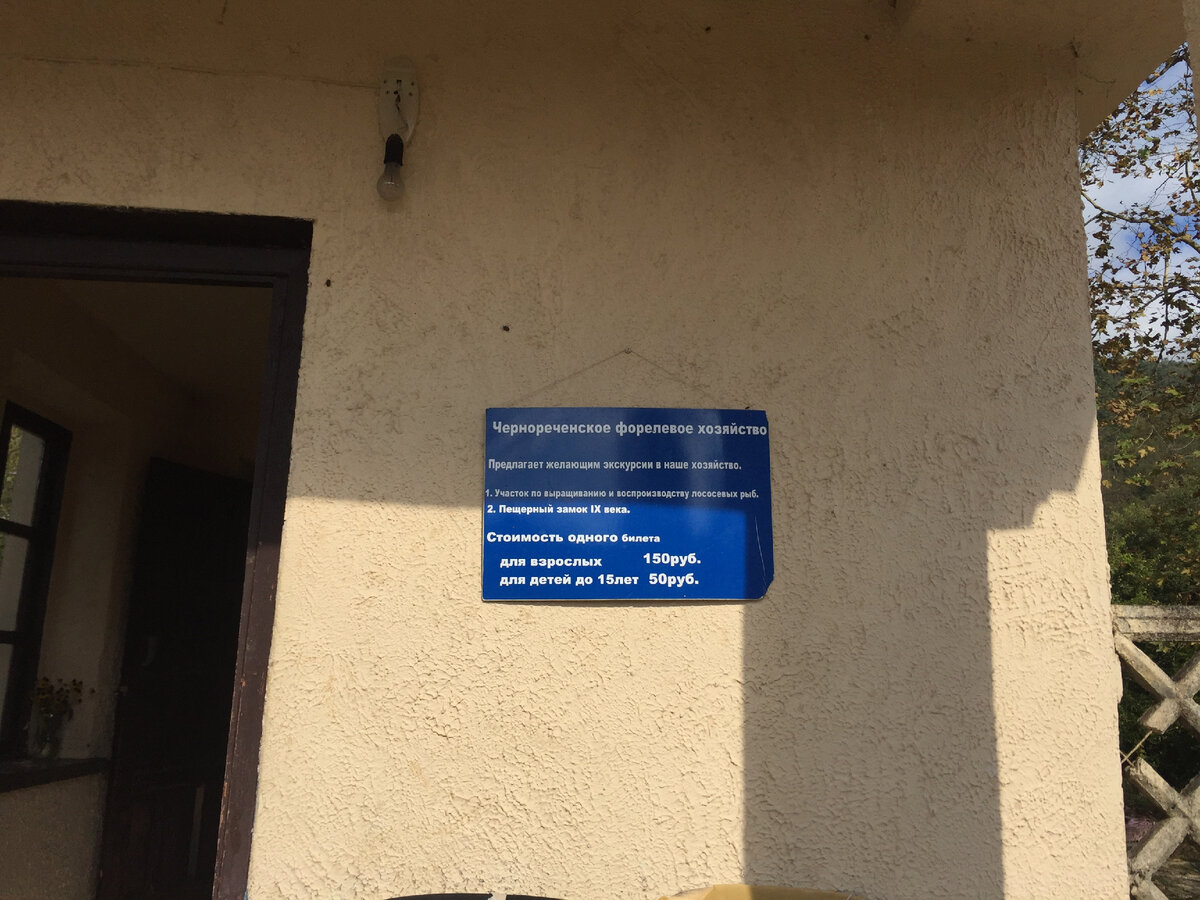 Чернореченское форелевое хозяйство
Предлагает желающим экскурсии в наше хозяйство.
1. Участок по выращиванию и воспроизводству лососевых рыб.
2. Пещерный замок IX века.
Стоимость одного билета
для взрослых 150руб.
для детей до 15лет 50руб.